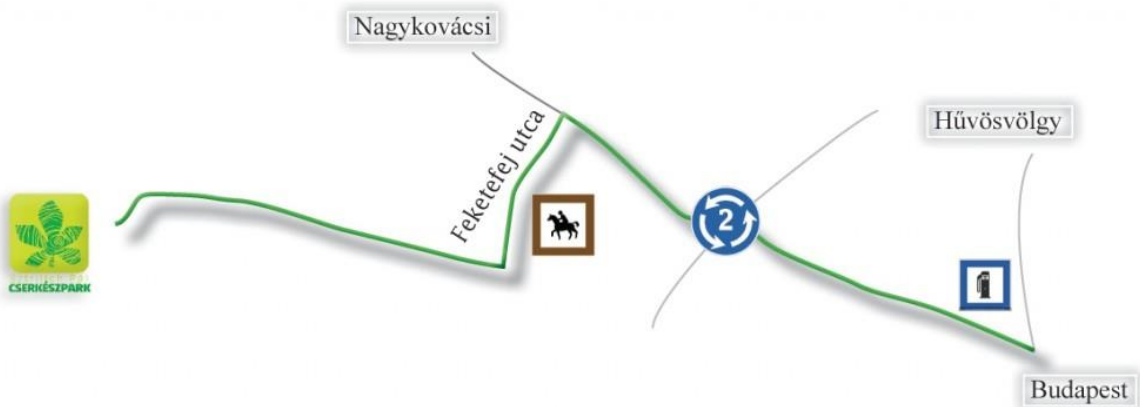 Nagykovácsi
Hűvösvölgy
Feketefej utca
2
CSERKÉSZPARK
Budapest